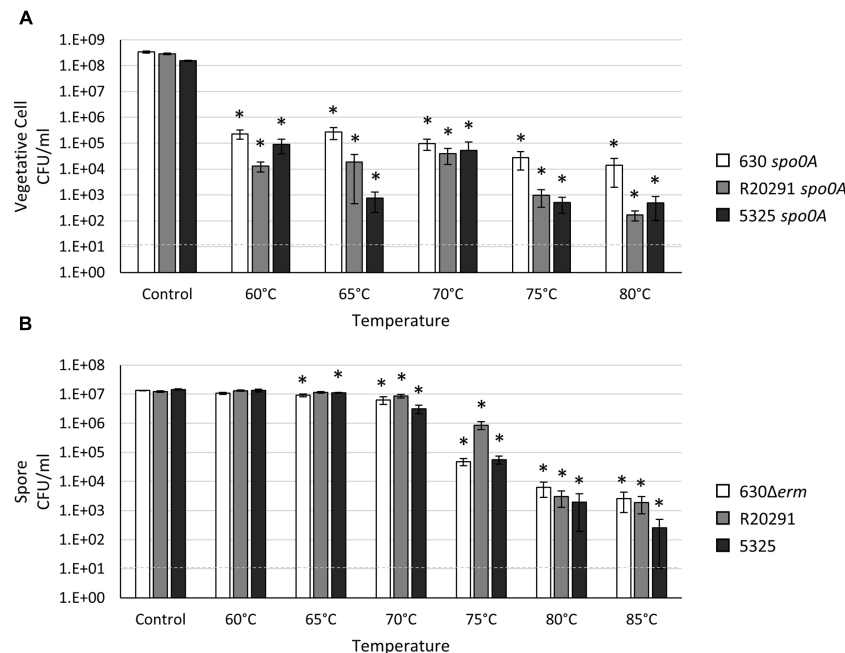 A
1.E+09
1.E+08
1.E+07
1.E+06
1.E+05
1.E+04
1.E+03
1.E+02
1.E+01
1.E+00
Vegetative Cell
CFU/ml
* * * * * * * * * * * * * * *
Control 60°C 65°C 70°C 75°C 80°C
Temperature
630 spo0A
R20291 spo0A
5325 spo0A
B
1.E+08
1.E+07
1.E+06
1.E+05
1.E+04
1.E+03
1.E+02
1.E+01
1.E+00
Spore
CFU/ml
* * * * * * * * * * * * * *
Control 60°C 65°C 70°C 75°C 80°C 85°C
Temperature
630Δerm
R20291
5325